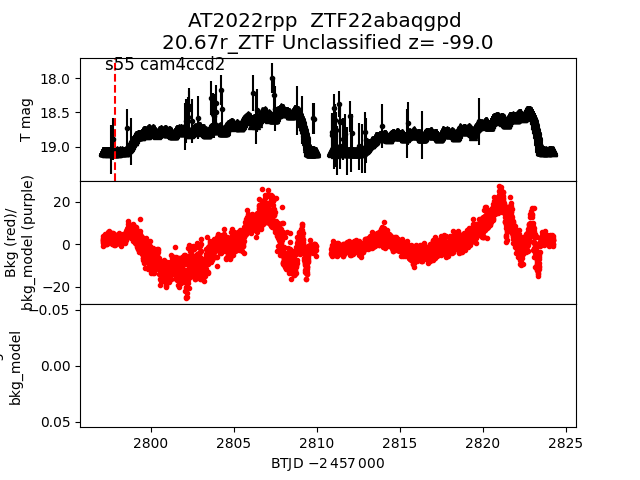 AT2022rpp  ZTF22abaqgpd
20.67r_ZTF Unclassified z= -99.0
s55 cam4ccd2
18.0
18.5
19.0
T mag
20
0
−20
Bkg (red)/
bkg_model (purple)
−0.05
0.00
0.05
bkg_model
2800
2805
2810
2815
2820
2825
BTJD −2 457 000